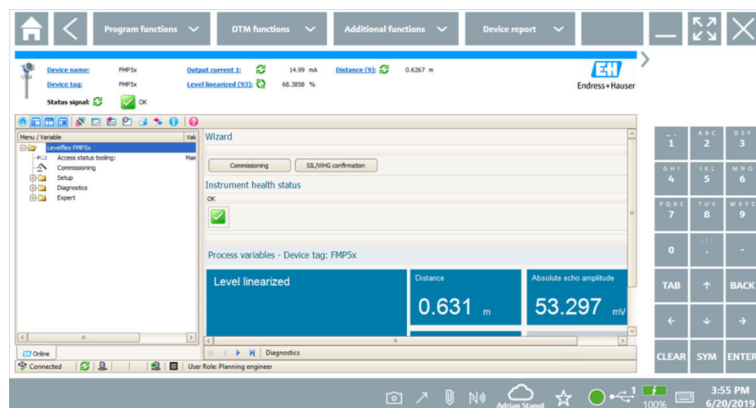 Program functions
DTM functions
Additional functions
Device report
Device name: FMP5x Output current 1: 14.99 mA Distance (9): 0.6267 m
Device tag: FMP5x Level linearized (93): 68.3858 %
Status signal: OK
EH
Endress+Hauser
Menu / Variable Val
Levelflex FMP5x
Access status tooling: Mai
Commissioning
Setup
Diagnostics
Expert
Wizard
Commissioning SIL/WHG confirmation
Instrument health status
OK
Process variables - Device tag: FMP5x
Level linearized
Distance
0.631 m
Absolute echo amplitude
53.297 mV
Online
Diagnostics
Connected User Role: Planning engineer
1
ABC
2
DEF
3
GHI
4
JKL
5
MNO
6
PQRS
7
TUV
8
WXYZ
9
0
.
-
TAB
BACK
CLEAR SYM ENTER
Adrian Stanol
1
100%
3:55 PM
6/20/2019